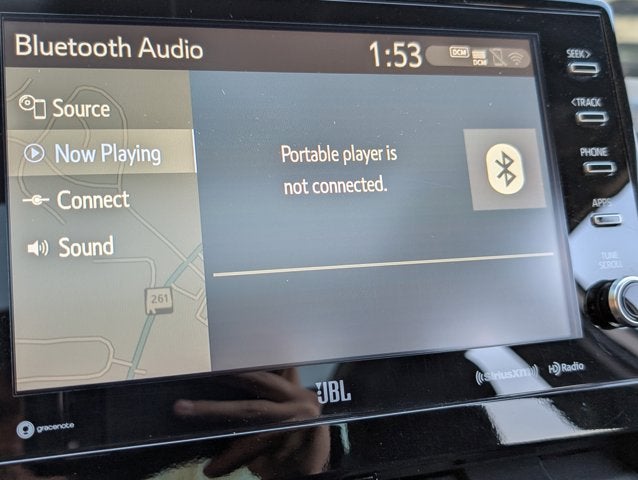 Bluetooth Audio
1:53
DCM
DCM
Source
Now Playing
Connect
Sound
Portable player is
not connected.
261
SEEK>
<TRACK
PHONE
APPS
TUNE
SCROLL
JBL
((SiriusXM))
HD Radio
gracenote